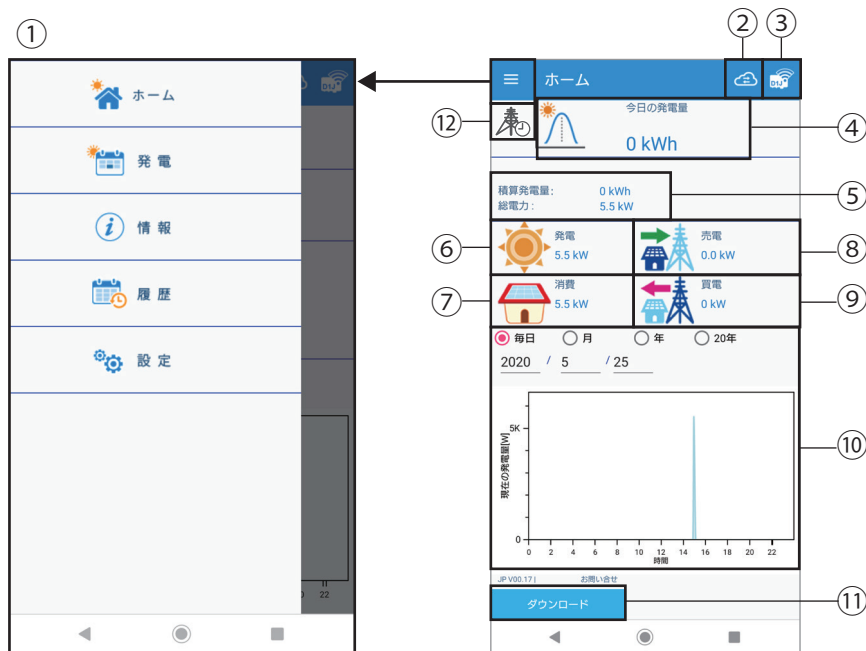 ①
ホーム
発電
情報
履歴
設定
22
②
③
ホーム
D1J
⑫
今日の発電量
0 kWh
④
積算発電量: 0 kWh
総電力: 5.5 kW
⑤
⑥
発電
5.5 kW
売電
0.0 kW
⑧
⑦
消費
5.5 kW
買電
0 kW
⑨
毎日 月 年 20年
2020 / 5 / 25
現在の発電量[W]
5K
0
0 2 4 6 8 10 12 14 16 18 20 22
時間
⑩
JP V00.17 | お問い合せ
ダウンロード
⑪